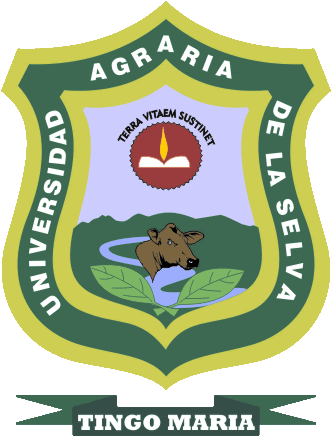 UNIVERSIDAD AGRARIA DE LA SELVA
TERRA VITAEM SUSTINET
TINGO MARIA